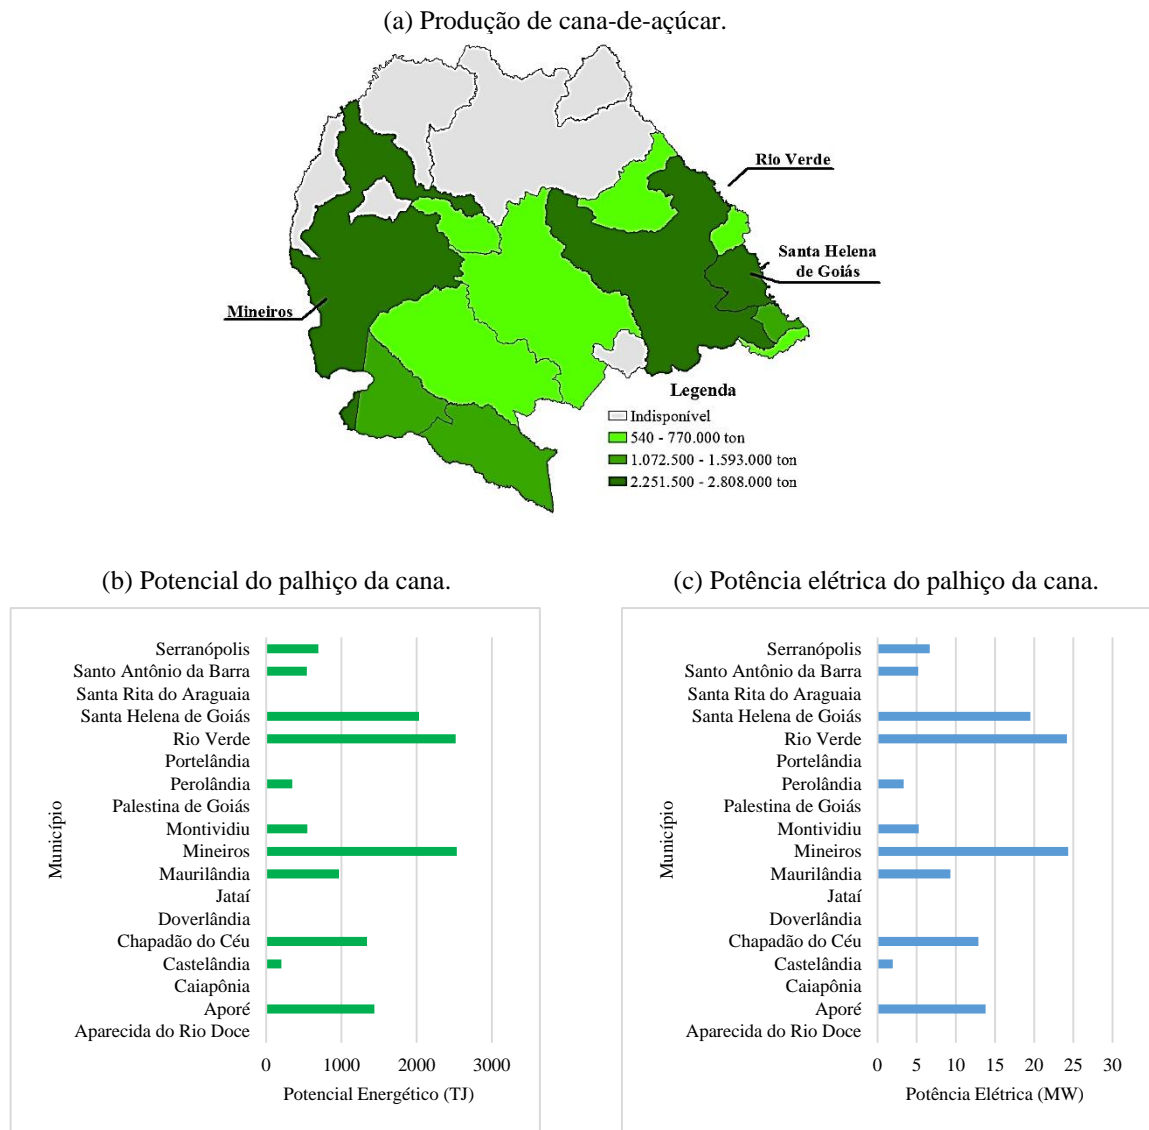 (a) Produção de cana-de-açúcar.
Rio Verde
Santa Helena
de Goiás
Mineiros
Legenda
Indisponível
540 - 770.000 ton
1.072.500 - 1.593.000 ton
2.251.500 - 2.808.000 ton
(b) Potencial do palhiço da cana.
Município
Serranópolis
Santo Antônio da Barra
Santa Rita do Araguaia
Santa Helena de Goiás
Rio Verde
Portelândia
Perolândia
Palestina de Goiás
Montividiu
Mineiros
Maurilândia
Jataí
Doverlândia
Chapadão do Céu
Castelândia
Caiapônia
Aporé
Aparecida do Rio Doce
0 1000 2000 3000
Potencial Energético (TJ)
(c) Potência elétrica do palhiço da cana.
Município
Serranópolis
Santo Antônio da Barra
Santa Rita do Araguaia
Santa Helena de Goiás
Rio Verde
Portelândia
Perolândia
Palestina de Goiás
Montividiu
Mineiros
Maurilândia
Jataí
Doverlândia
Chapadão do Céu
Castelândia
Caiapônia
Aporé
Aparecida do Rio Doce
0 5 10 15 20 25 30
Potência Elétrica (MW)